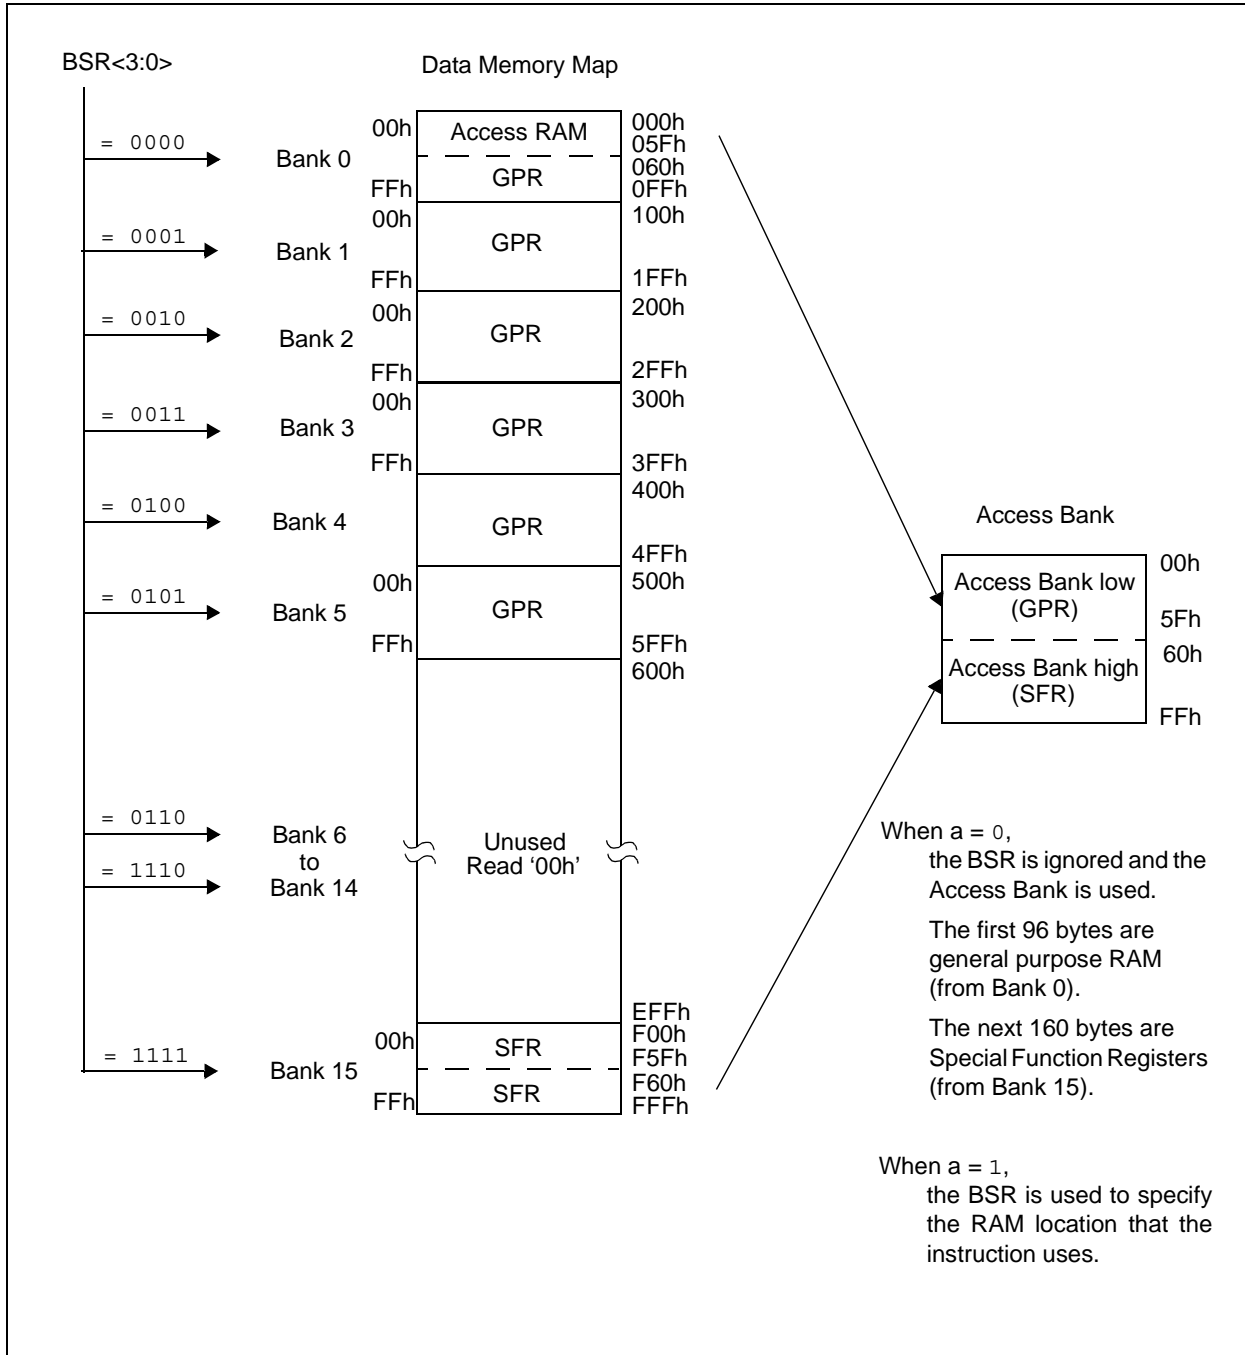 BSR<3:0>
Data Memory Map
= 0000
Bank 0
00h
Access RAM
000h
05Fh
060h
FFh
GPR
0FFh
= 0001
Bank 1
00h
GPR
100h
FFh
1FFh
= 0010
Bank 2
00h
GPR
200h
FFh
2FFh
= 0011
Bank 3
00h
GPR
300h
FFh
3FFh
= 0100
Bank 4
GPR
400h
4FFh
= 0101
Bank 5
00h
GPR
500h
FFh
5FFh
600h
= 0110
Bank 6
to
= 1110
Bank 14
Unused
Read ‘00h’
EFFh
= 1111
Bank 15
00h
SFR
F00h
F5Fh
F60h
FFh
SFR
FFFh
Access Bank
Access Bank low
(GPR)
00h
5Fh
Access Bank high
(SFR)
60h
FFh
When a = 0,
the BSR is ignored and the
Access Bank is used.
The first 96 bytes are
general purpose RAM
(from Bank 0).
The next 160 bytes are
Special Function Registers
(from Bank 15).
When a = 1,
the BSR is used to specify
the RAM location that the
instruction uses.